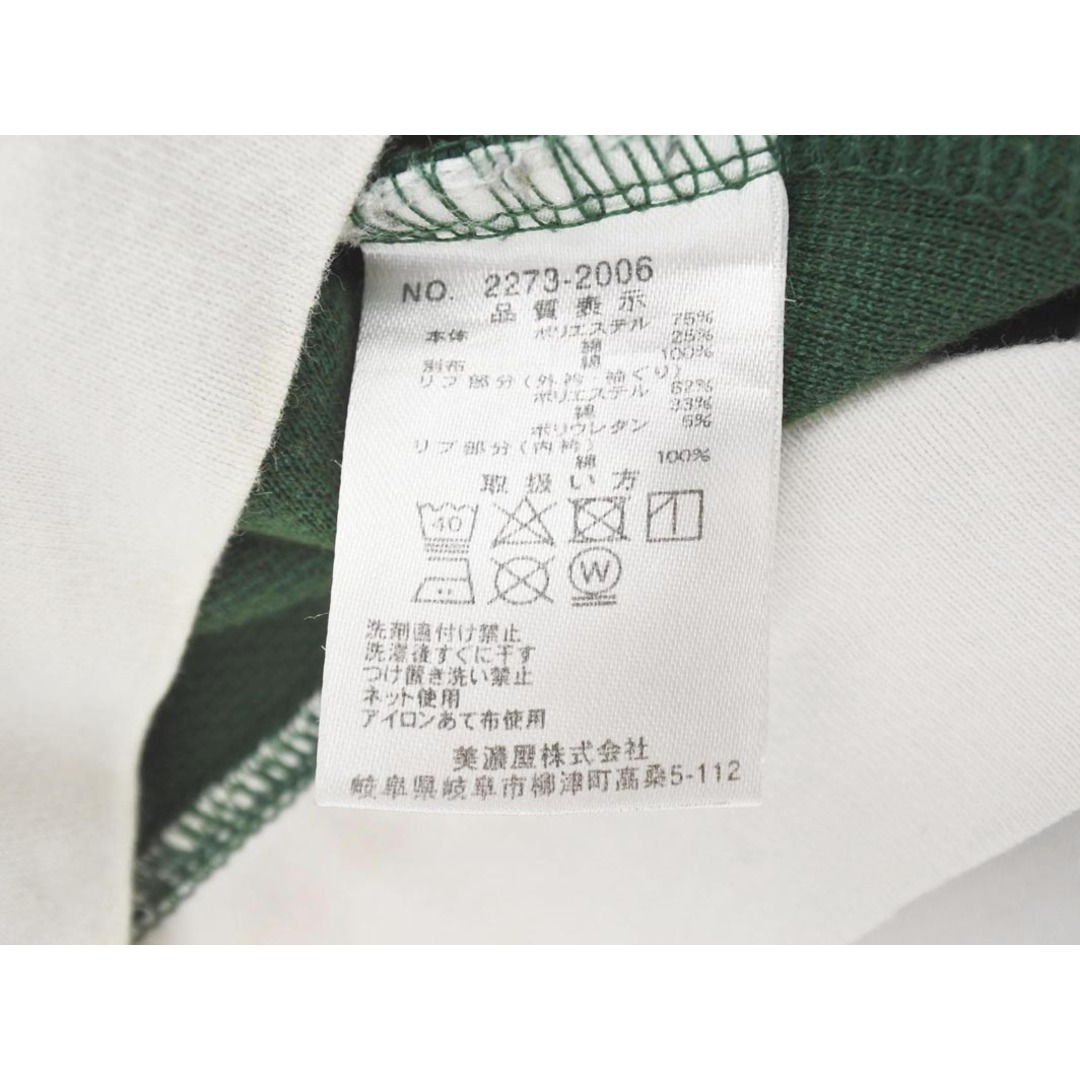 NO. 2273-2006
品質表示
本体 ポリエステル 75%
綿 25%
別布 綿 100%
リブ部分(外衿、袖ぐり)
ポリエステル 62%
綿 33%
ポリウレタン 5%
リブ部分(内衿)
綿 100%
取扱い方
40
W
洗剤直付け禁止
洗濯後すぐに干す
つけ置き洗い禁止
ネット使用
アイロンあて布使用
美濃屋株式会社
岐阜県岐阜市柳津町高桑5-112